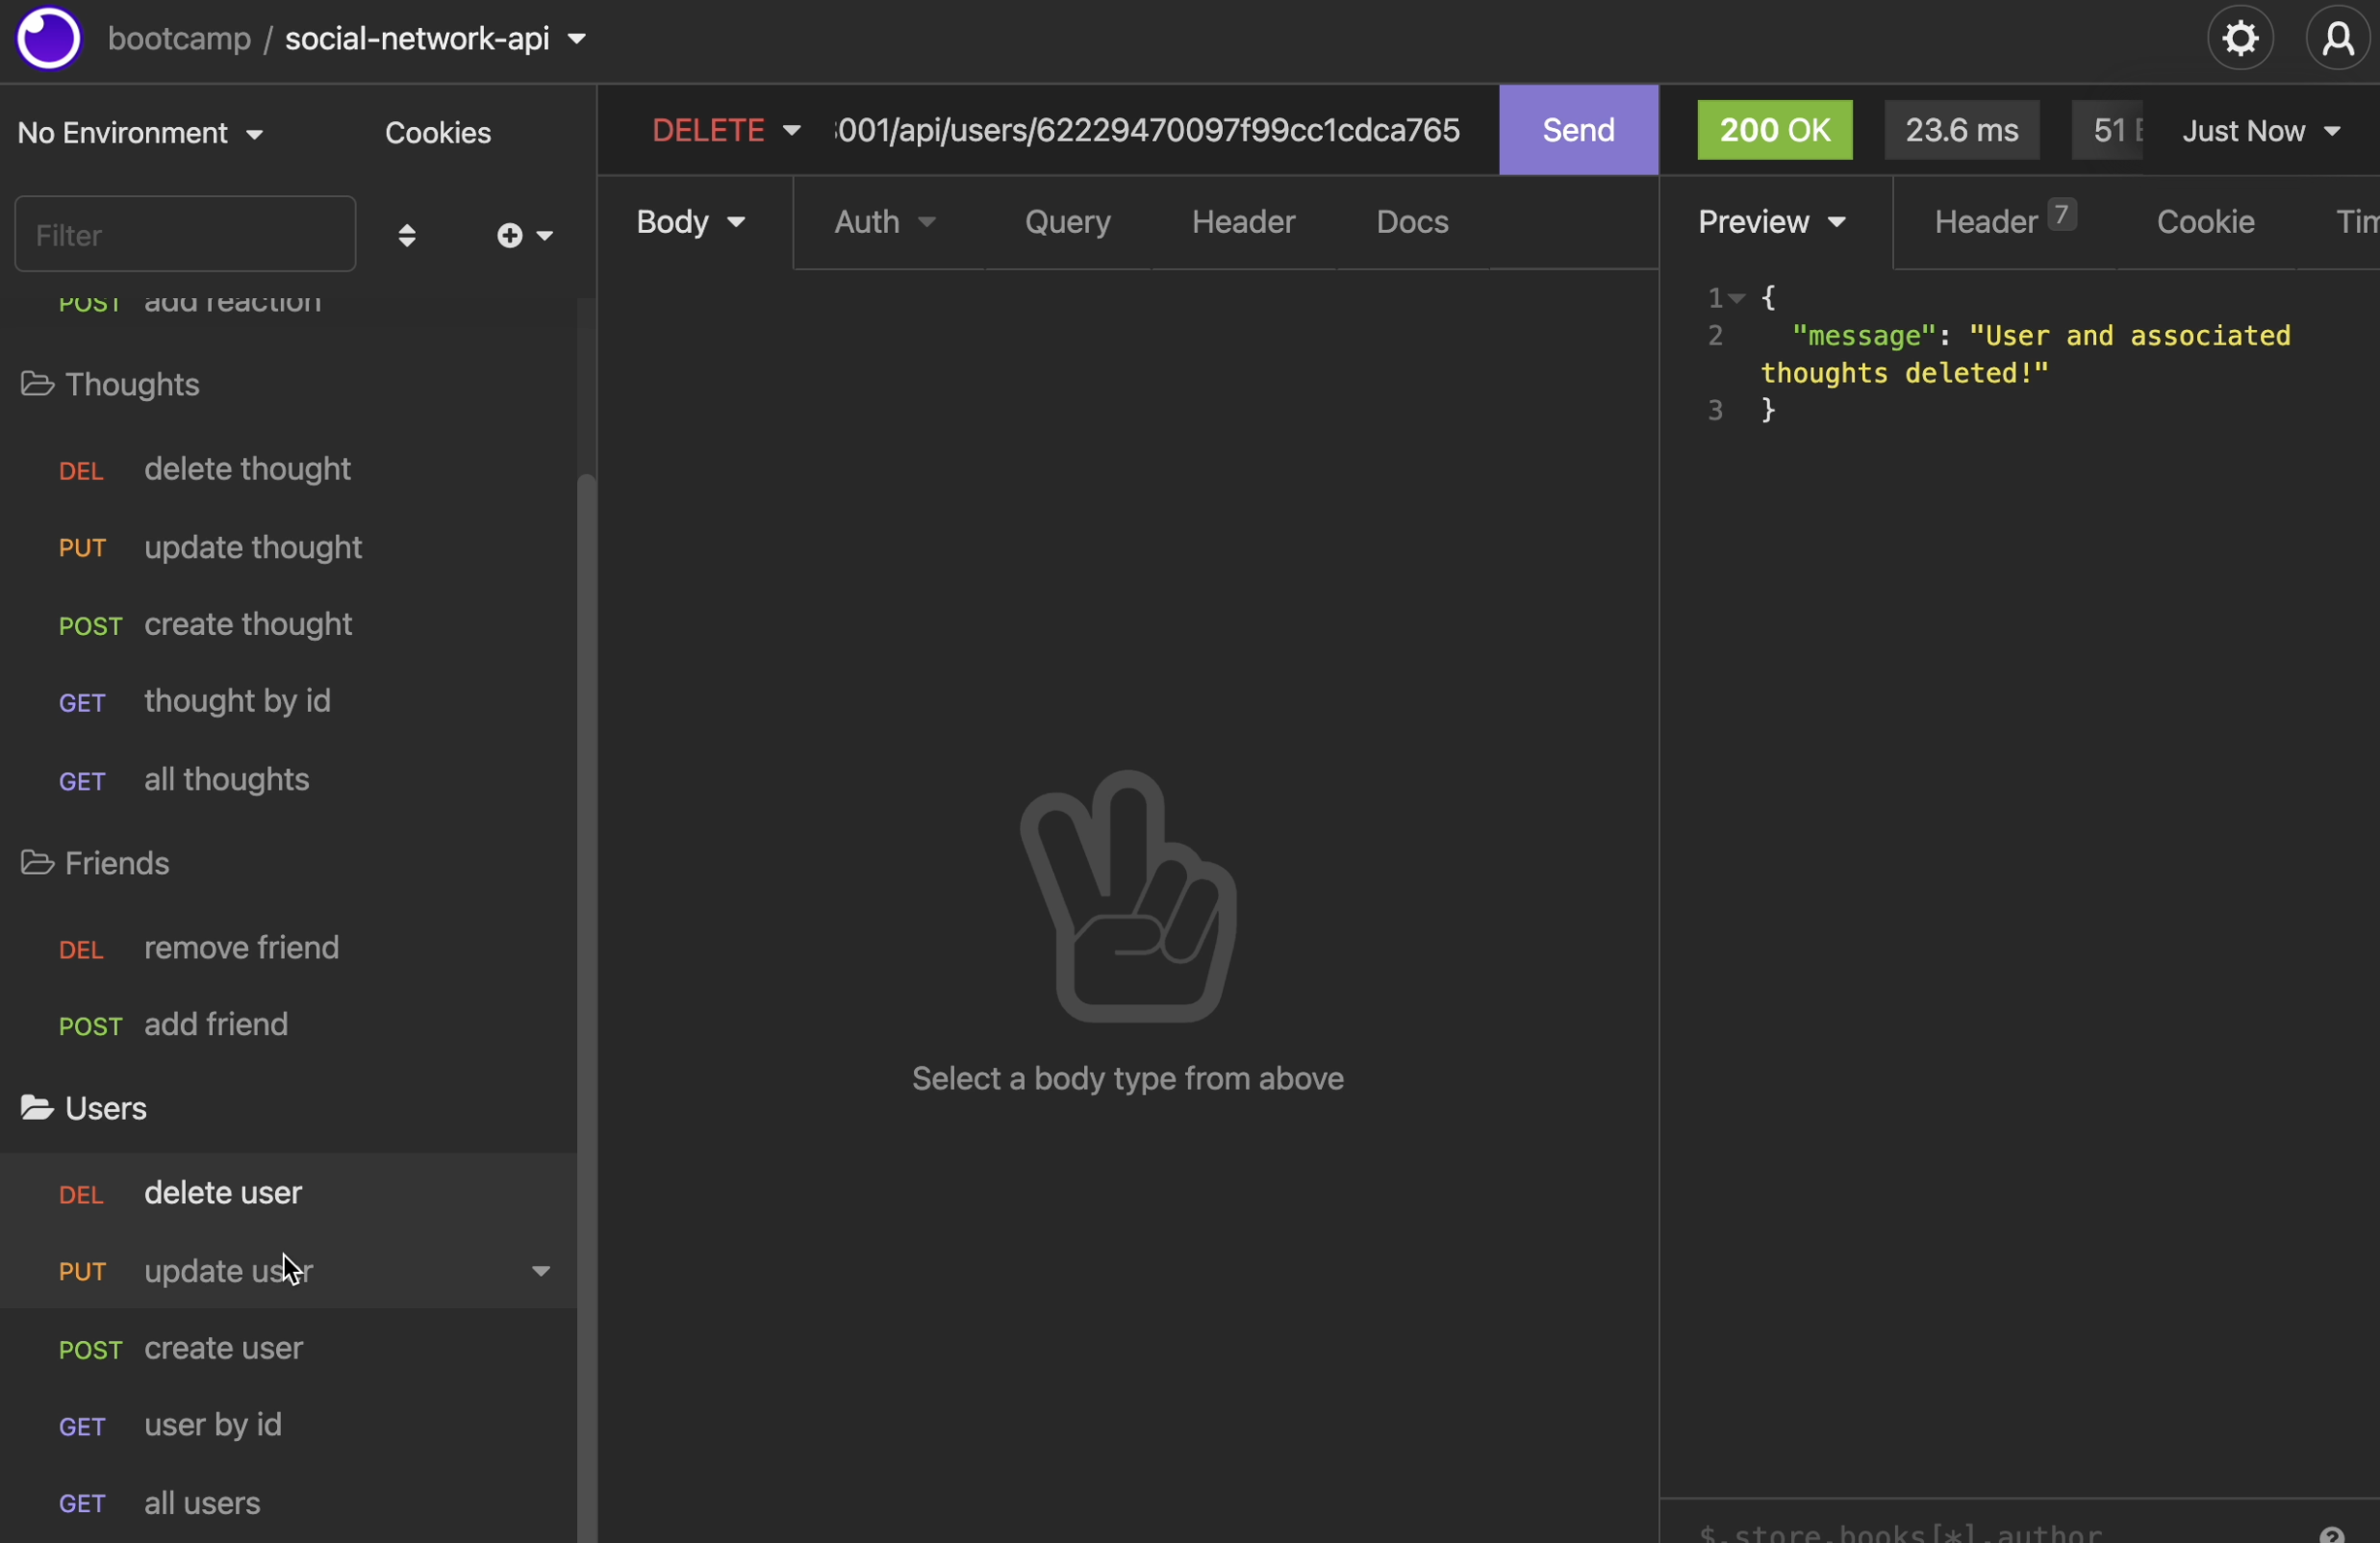 bootcamp / social-network-api
No Environment
Cookies
Filter
POST add reaction
Thoughts
DEL delete thought
PUT update thought
POST create thought
GET thought by id
GET all thoughts
Friends
DEL remove friend
POST add friend
Users
DEL delete user
PUT update user
POST create user
GET user by id
GET all users
DELETE
001/api/users/62229470097f99cc1cdca765
Send
Body
Auth
Query
Header
Docs
Select a body type from above
200 OK
23.6 ms
51
Just Now
Preview
Header 7
Cookie
1 {
2 "message": "User and associated
thoughts deleted!"
3 }
$.store.books[*].author